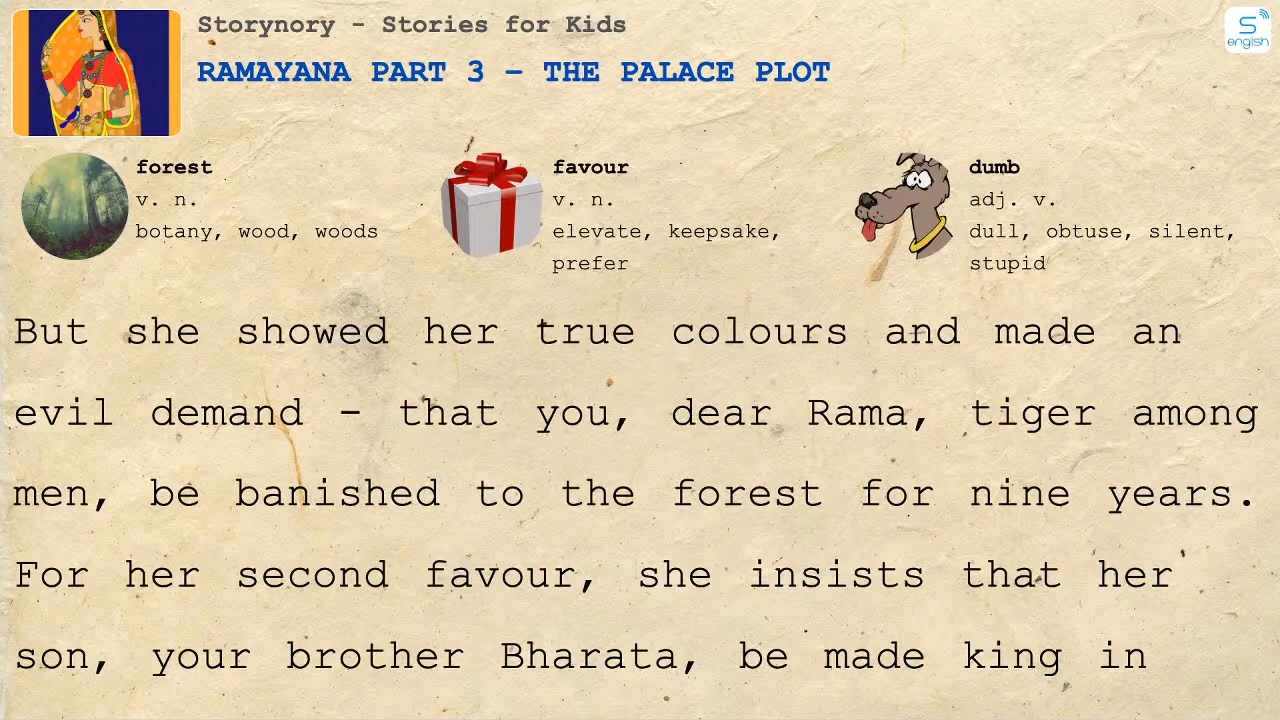 Storynory - Stories for Kids
RAMAYANA PART 3 – THE PALACE PLOT
S
english
forest
v. n.
botany, wood, woods
favour
v. n.
elevate, keepsake,
prefer
dumb
adj. v.
dull, obtuse, silent,
stupid
But she showed her true colours and made an
evil demand – that you, dear Rama, tiger among
men, be banished to the forest for nine years.
For her second favour, she insists that her
son, your brother Bharata, be made king in